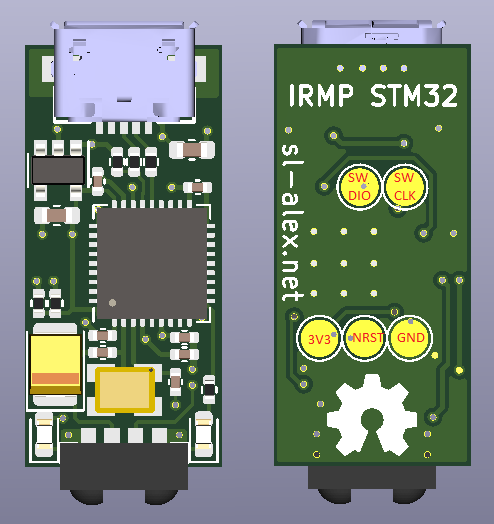 IRMP STM32
sl-alex.net
SW
DIO
SW
CLK
3V3
NRST
GND